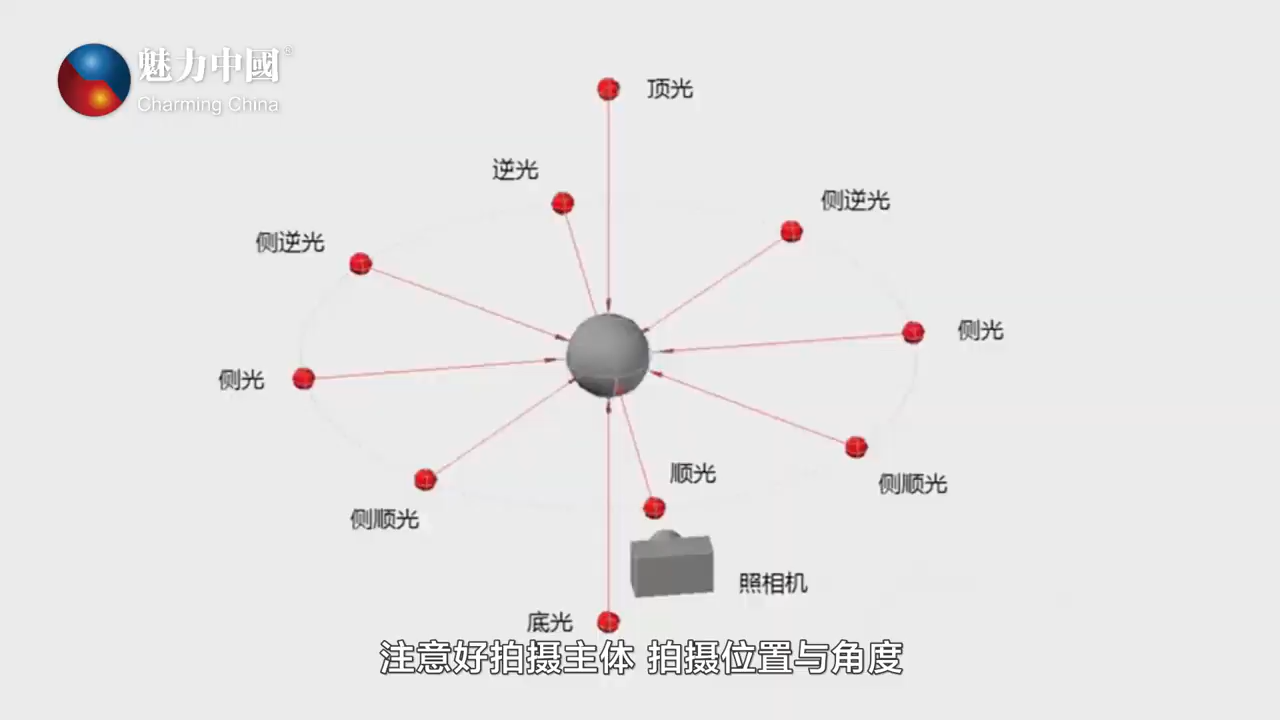 魅力中國
Charming China
顶光
逆光
侧逆光
侧逆光
侧光
侧光
顺光
侧顺光
侧顺光
照相机
底光
注意好拍摄主体 拍摄位置与角度